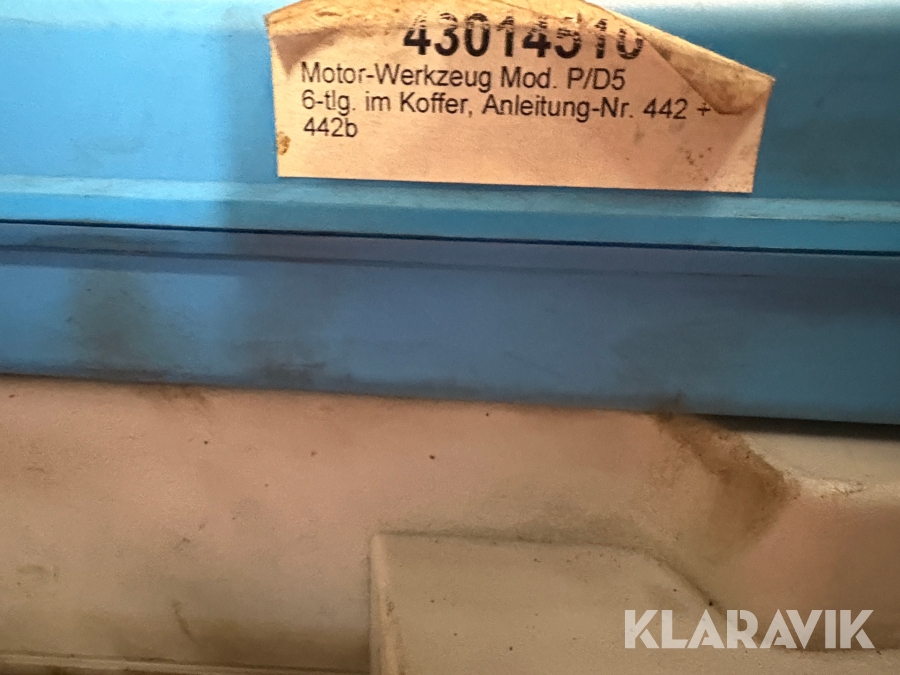 43014510
Motor-Werkzeug Mod. P/D5
6-tlg. im Koffer, Anleitung-Nr. 442 +
442b
KLARAVIK